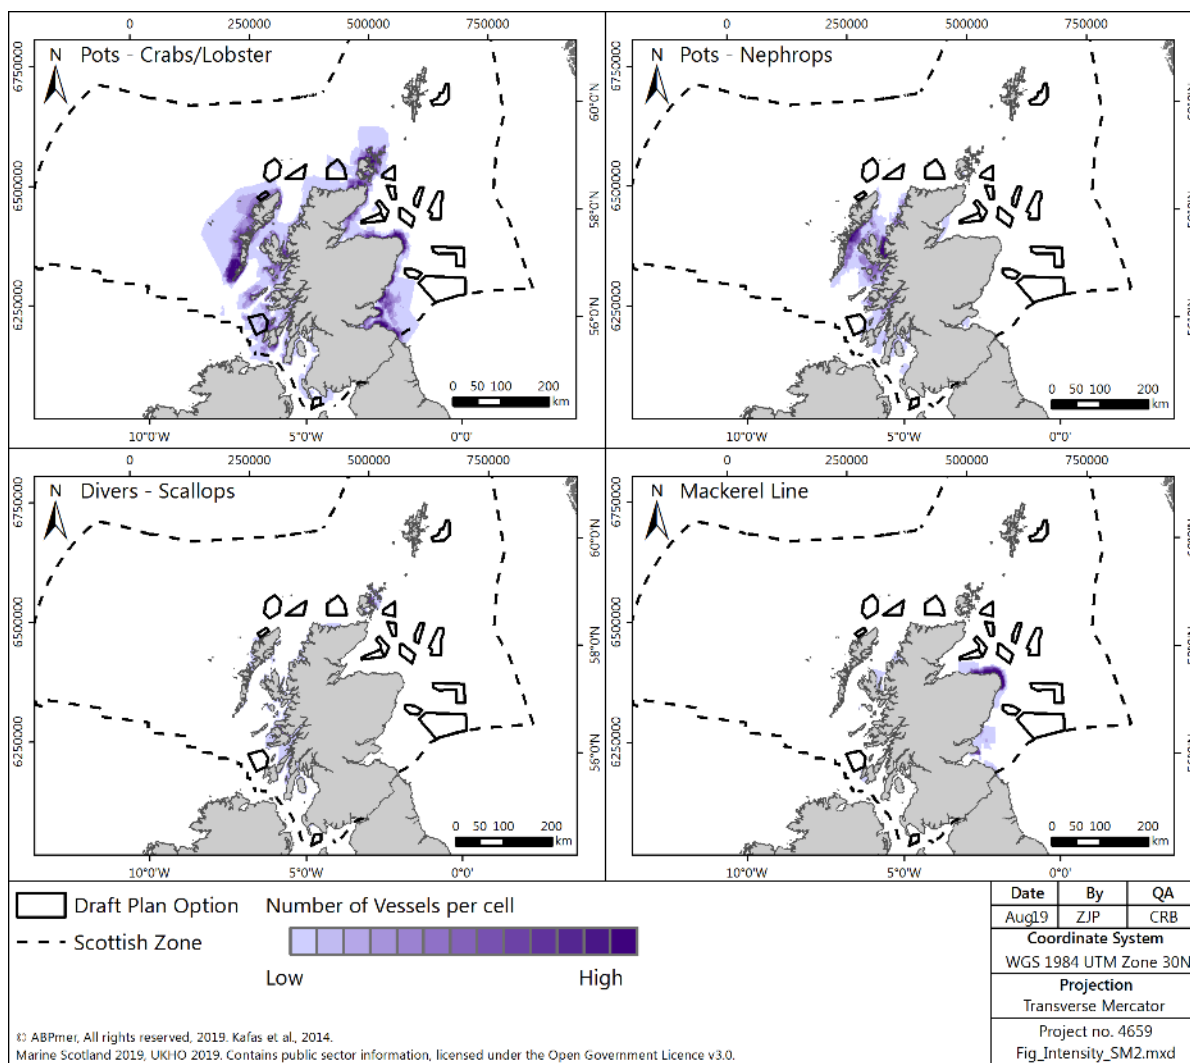 0 250000 500000 750000
0 250000 500000 750000
N Pots - Crabs/Lobster
N Pots - Nephrops
6750000
6500000
6250000
60°0'N
58°0'N
56°0'N
6750000
6500000
6250000
0 50 100 200
km
0 50 100 200
km
10°0'W 5°0'W 0°0'
10°0'W 5°0'W 0°0'
0 250000 500000 750000
0 250000 500000 750000
N Divers - Scallops
N Mackerel Line
6750000
6500000
6250000
60°0'N
58°0'N
56°0'N
6750000
6500000
6250000
0 50 100 200
km
0 50 100 200
km
10°0'W 5°0'W 0°0'
10°0'W 5°0'W 0°0'
Draft Plan Option
Scottish Zone
Number of Vessels per cell
Low High
Date By QA
Aug19 ZJP CRB
Coordinate System
WGS 1984 UTM Zone 30N
Projection
Transverse Mercator
Project no. 4659
Fig_Intensity_SM2.mxd
© ABPmer, All rights reserved, 2019. Kafas et al., 2014.
Marine Scotland 2019, UKHO 2019. Contains public sector information, licensed under the Open Government Licence v3.0.